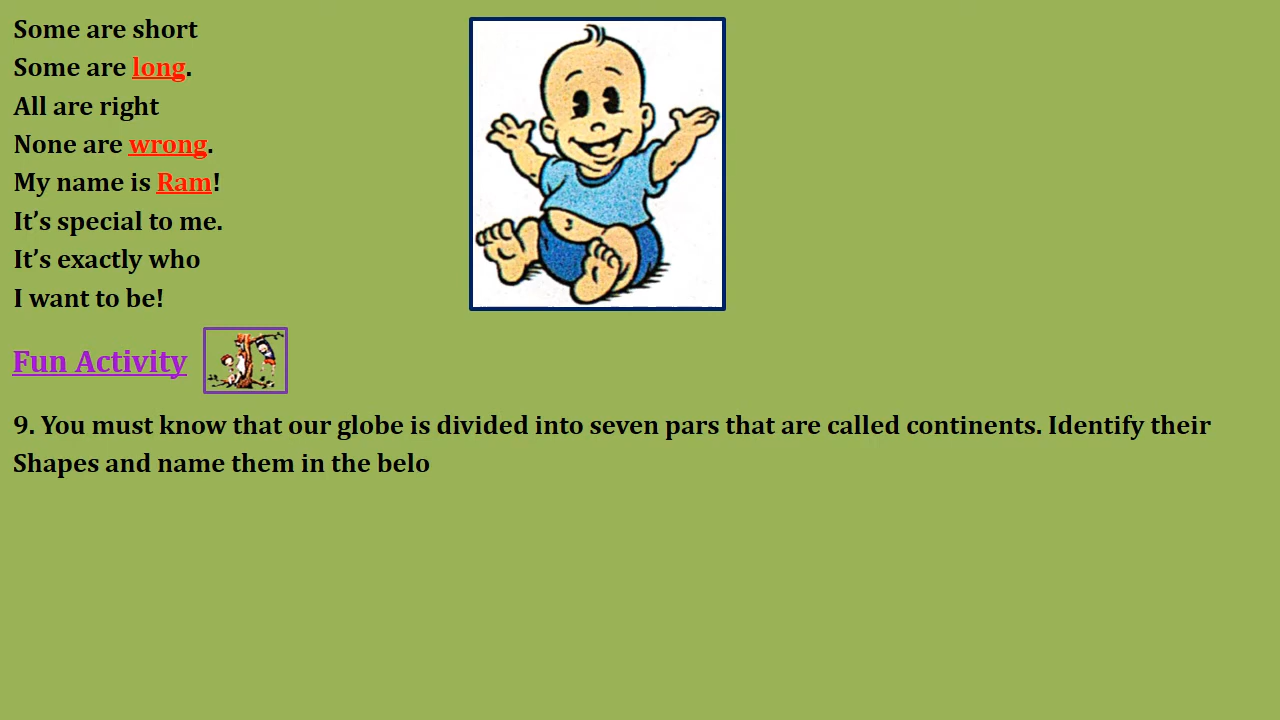 Some are short
Some are long.
All are right
None are wrong.
My name is Ram!
It’s special to me.
It’s exactly who
I want to be!
Fun Activity
9. You must know that our globe is divided into seven pars that are called continents. Identify their
Shapes and name them in the belo